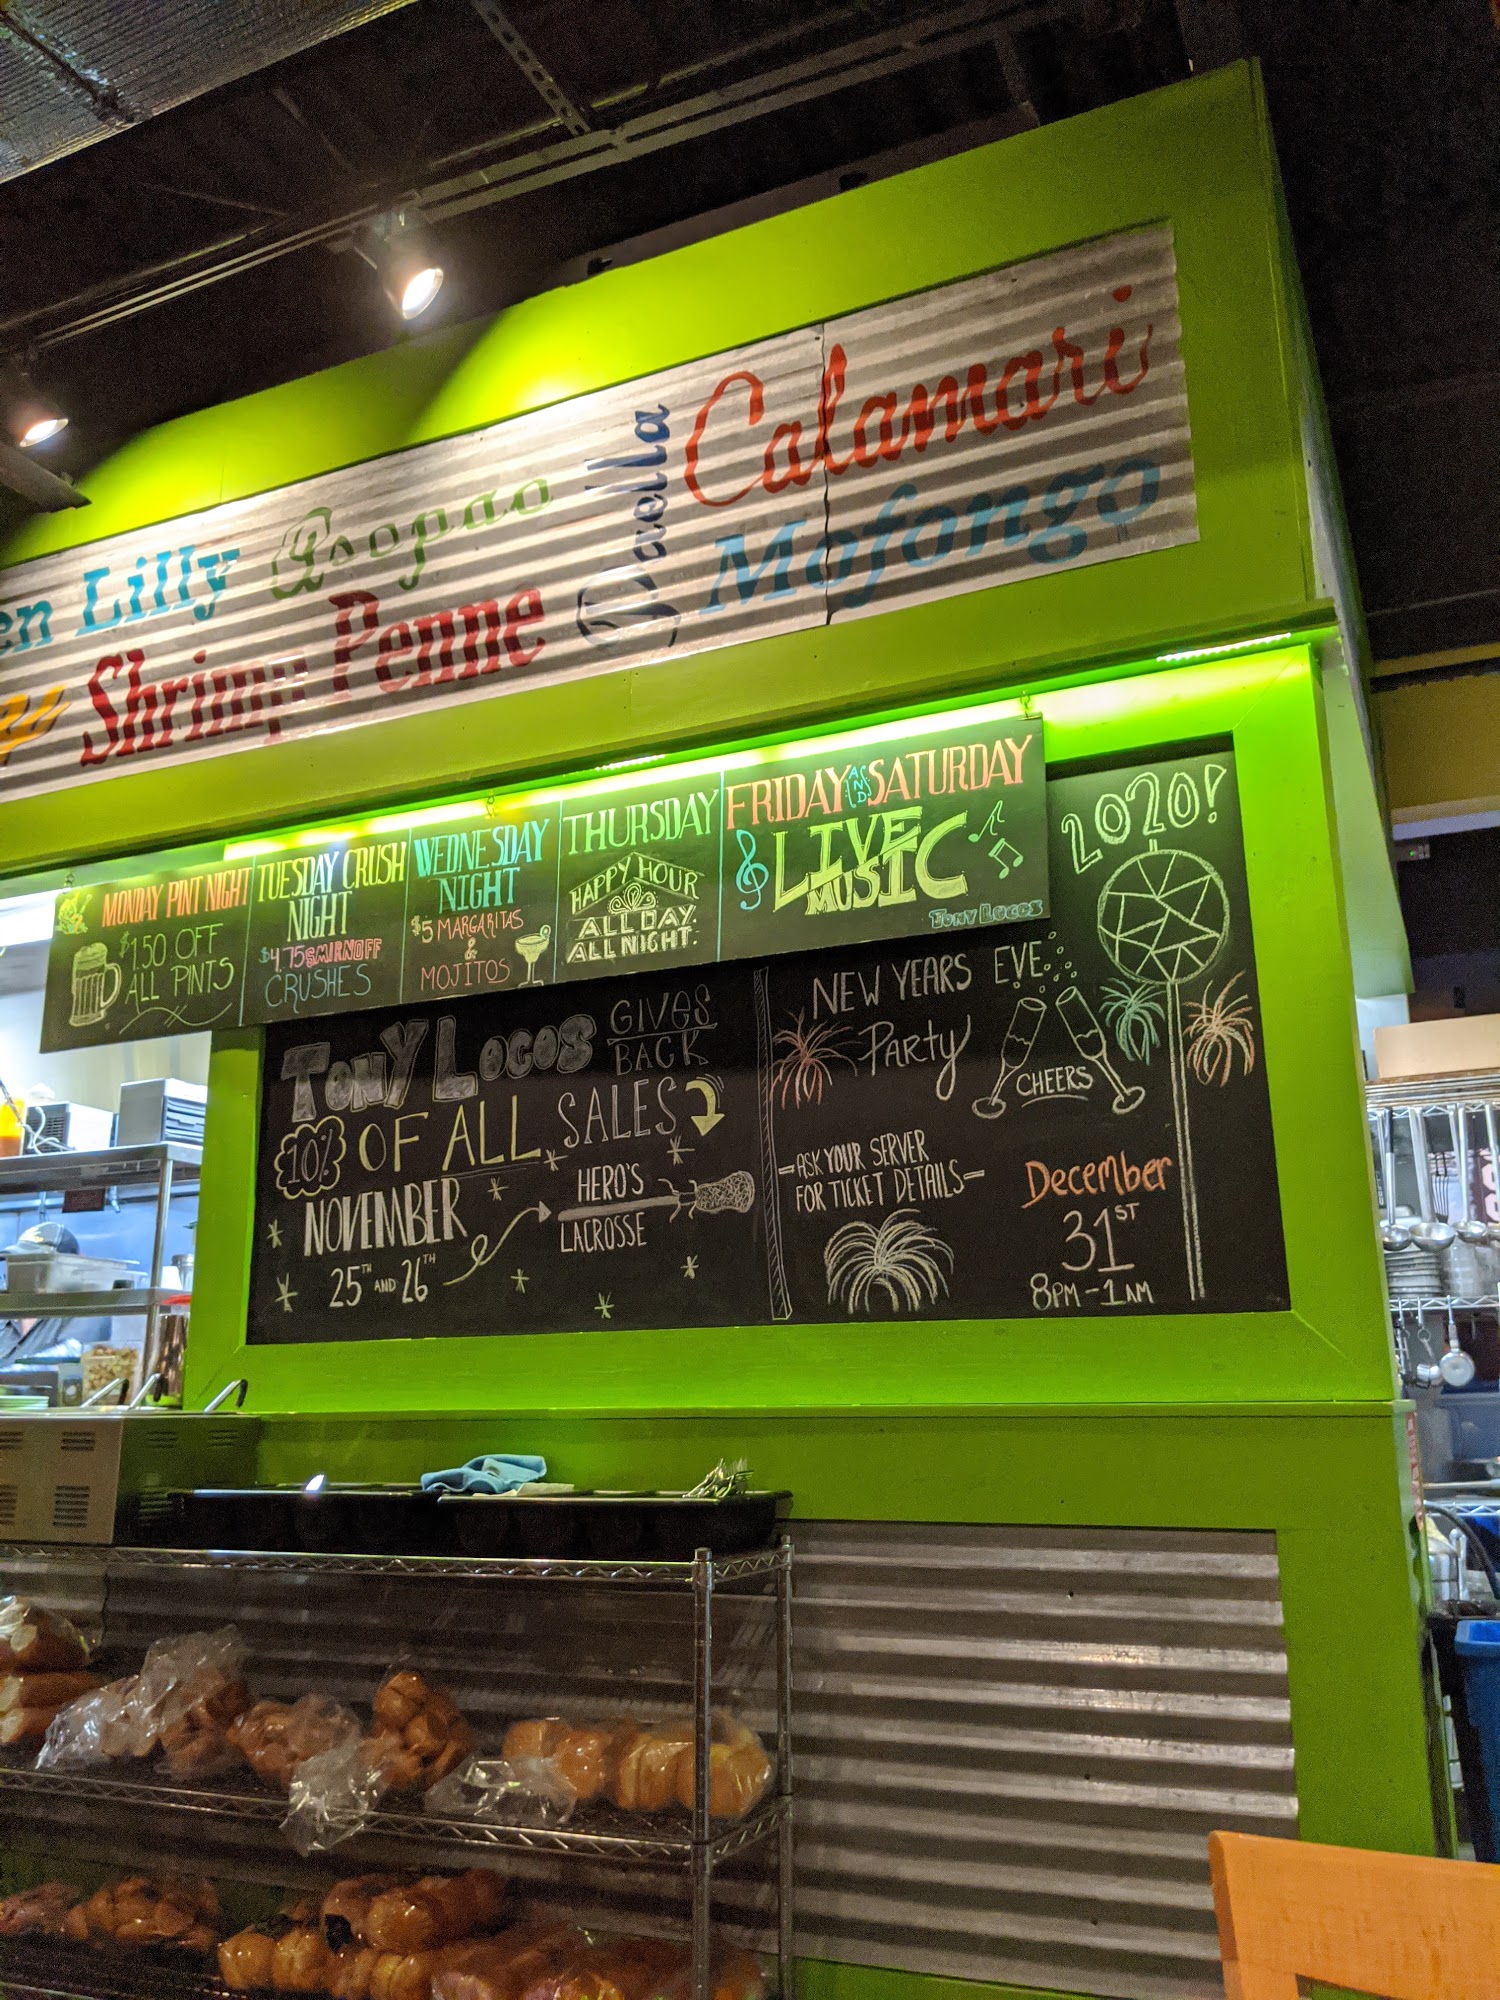 en Lilly Asopao
Shrimp Penne
Paella
Calamari
Mofongo
MONDAY PINT NIGHT
$1.50 OFF
ALL PINTS
TUESDAY CRUSH
NIGHT
$4.75 SMIRNOFF
CRUSHES
WEDNESDAY
NIGHT
$5 MARGARITAS
&
MOJITOS
THURSDAY
HAPPY HOUR
ALL DAY.
ALL NIGHT.
FRIDAY AND SATURDAY
LIVE
MUSIC
TONY LOCOS
TONY LOCOS GIVES
BACK
10% OF ALL SALES
NOVEMBER
25TH AND 26TH
HERO'S
LACROSSE
2020!
NEW YEARS EVE
Party
CHEERS
-ASK YOUR SERVER
FOR TICKET DETAILS-
December
31ST
8PM-1AM